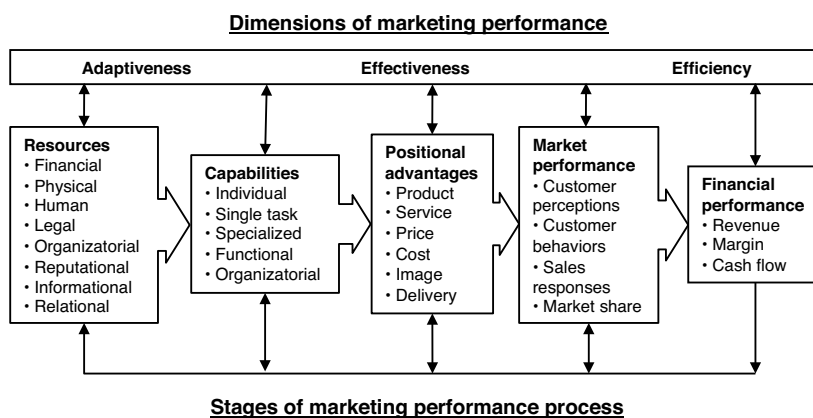 Dimensions of marketing performance
Adaptiveness Effectiveness Efficiency
Resources
• Financial
• Physical
• Human
• Legal
• Organizatorial
• Reputational
• Informational
• Relational
Capabilities
• Individual
• Single task
• Specialized
• Functional
• Organizatorial
Positional
advantages
• Product
• Service
• Price
• Cost
• Image
• Delivery
Market
performance
• Customer
perceptions
• Customer
behaviors
• Sales
responses
• Market share
Financial
performance
• Revenue
• Margin
• Cash flow
Stages of marketing performance process